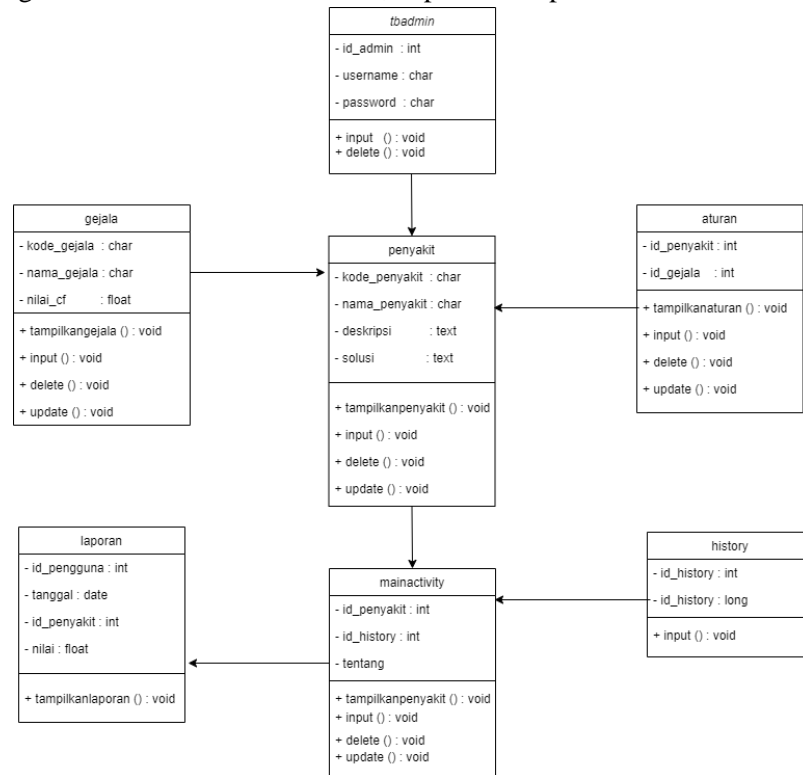 tbadmin
- id_admin : int
- username : char
- password : char
+ input () : void
+ delete () : void
gejala
- kode_gejala : char
- nama_gejala : char
- nilai_cf : float
+ tampilkangejala () : void
+ input () : void
+ delete () : void
+ update () : void
penyakit
- kode_penyakit : char
- nama_penyakit : char
- deskripsi : text
- solusi : text
+ tampilkanpenyakit () : void
+ input () : void
+ delete () : void
+ update () : void
aturan
- id_penyakit : int
- id_gejala : int
+ tampilkanaturan () : void
+ input () : void
+ delete () : void
+ update () : void
laporan
- id_pengguna : int
- tanggal : date
- id_penyakit : int
- nilai : float
+ tampilkanlaporan () : void
mainactivity
- id_penyakit : int
- id_history : int
- tentang
+ tampilkanpenyakit () : void
+ input () : void
+ delete () : void
+ update () : void
history
- id_history : int
- id_history : long
+ input () : void